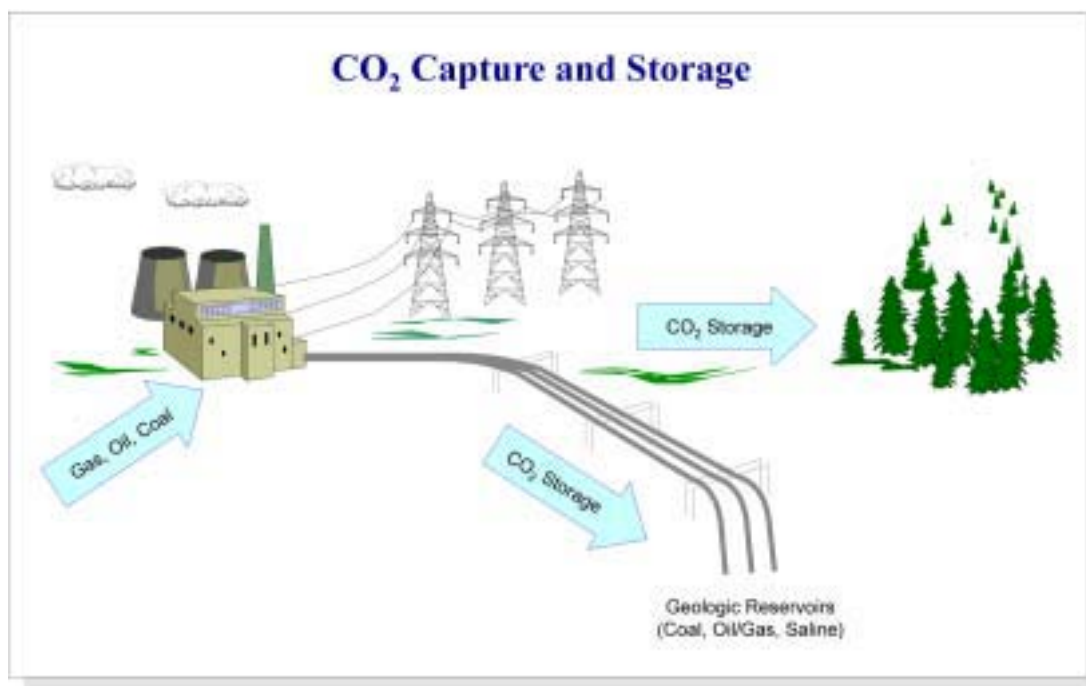 CO₂ Capture and Storage
CO₂ Storage
Gas, Oil, Coal
CO₂ Storage
Geologic Reservoirs
(Coal, Oil/Gas, Saline)